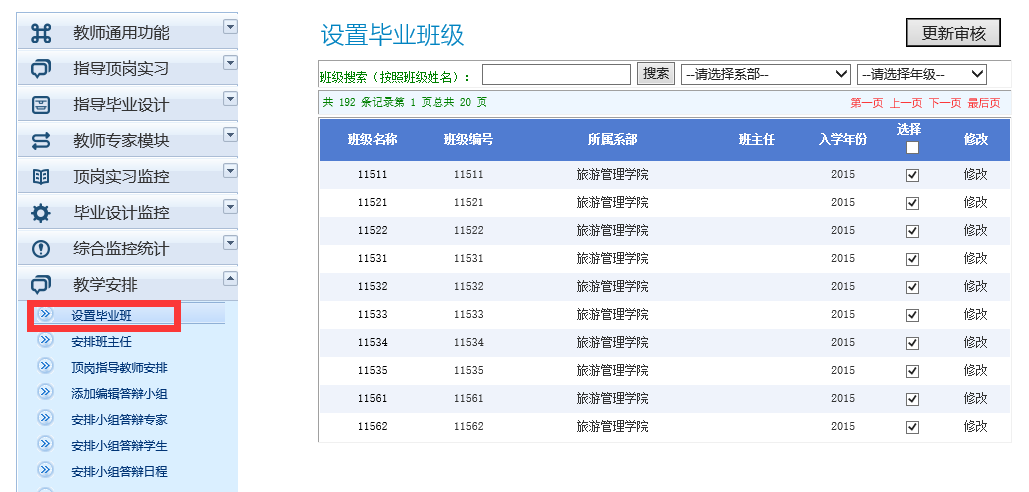 教师通用功能
指导顶岗实习
指导毕业设计
教师专家模块
顶岗实习监控
毕业设计监控
综合监控统计
教学安排
设置毕业班
安排班主任
顶岗指导教师安排
添加编辑答辩小组
安排小组答辩专家
安排小组答辩学生
安排小组答辩日程
设置毕业班级 更新审核
班级搜索（按照班级姓名）： 搜索 --请选择系部-- --请选择年级--
共 192 条记录第 1 页总共 20 页 第一页 上一页 下一页 最后页
班级名称 班级编号 所属系部 班主任 入学年份 选择 修改
11511 11511 旅游管理学院 2015 修改
11521 11521 旅游管理学院 2015 修改
11522 11522 旅游管理学院 2015 修改
11531 11531 旅游管理学院 2015 修改
11532 11532 旅游管理学院 2015 修改
11533 11533 旅游管理学院 2015 修改
11534 11534 旅游管理学院 2015 修改
11535 11535 旅游管理学院 2015 修改
11561 11561 旅游管理学院 2015 修改
11562 11562 旅游管理学院 2015 修改